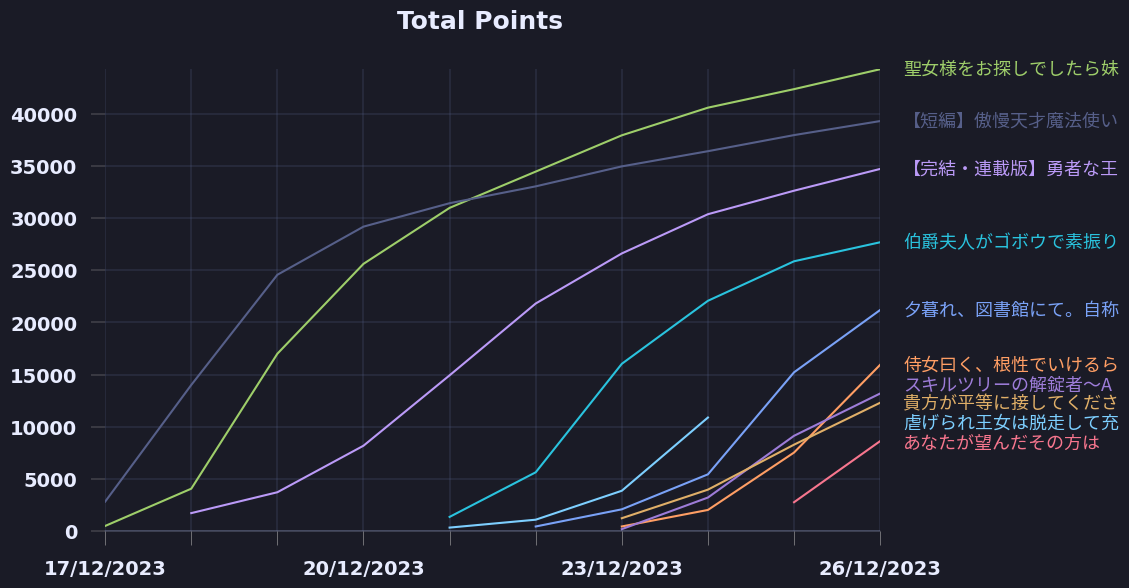 Total Points
40000
35000
30000
25000
20000
15000
10000
5000
0
17/12/2023
20/12/2023
23/12/2023
26/12/2023
聖女様をお探しでしたら妹
【短編】傲慢天才魔法使い
【完結・連載版】勇者な王
伯爵夫人がゴボウで素振り
夕暮れ、図書館にて。自称
侍女曰く、根性でいけるら
スキルツリーの解錠者～A
貴方が平等に接してくださ
虐げられ王女は脱走して充
あなたが望んだその方は